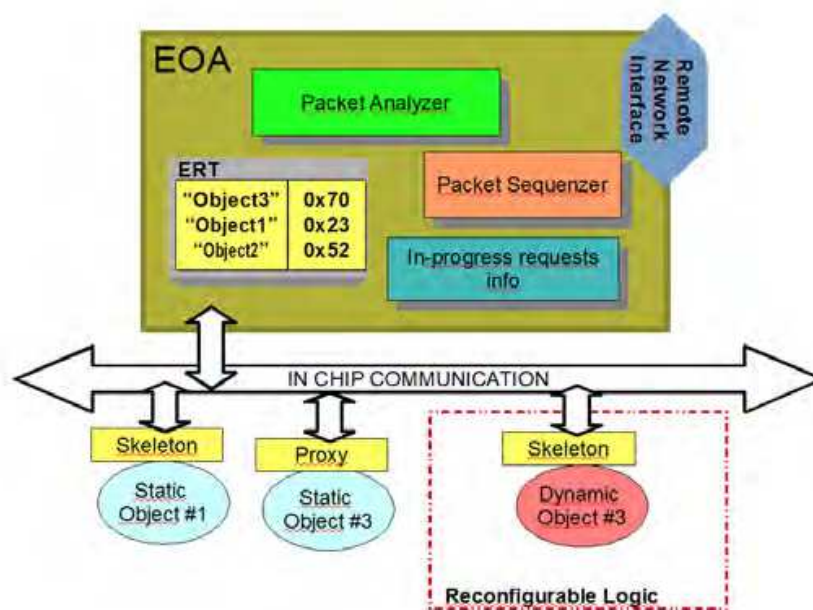 EOA
Remote
Network
Interface
Packet Analyzer
ERT
"Object3" 0x70
"Object1" 0x23
"Object2" 0x52
Packet Sequenzer
In-progress requests
info
IN CHIP COMMUNICATION
Skeleton
Static
Object #1
Proxy
Static
Object #3
Skeleton
Dynamic
Object #3
Reconfigurable Logic